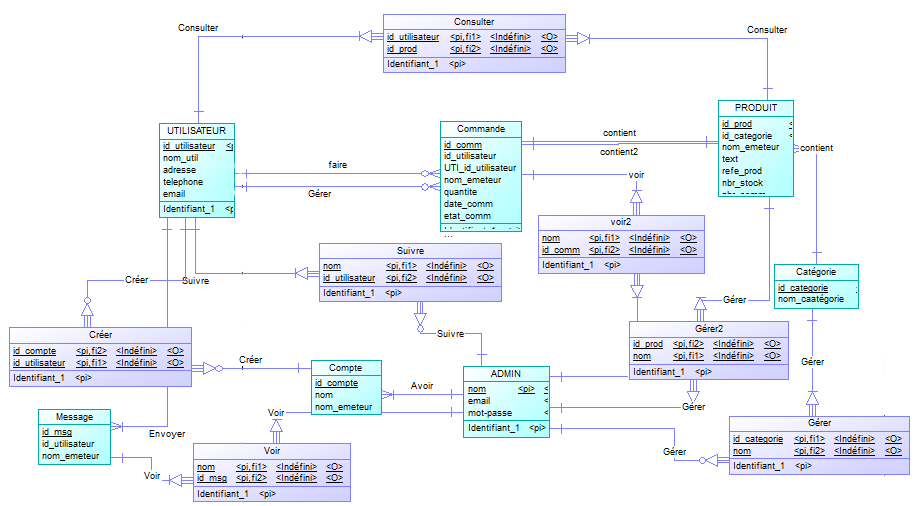 Consulter
id_utilisateur <pi,fi1> <Indéfini> <O>
id_prod <pi,fi2> <Indéfini> <O>
Identifiant_1 <pi>
Consulter
Consulter
UTILISATEUR
id_utilisateur <p
nom_util
adresse
telephone
email
Identifiant_1 <p
Commande
id_comm
id_utilisateur
UTI_id_utilisateur
nom_emeteur
quantite
date_comm
etat_comm
...
PRODUIT
id_prod <
id_categorie <
nom_emeteur
text
refe_prod
nbr_stock
contient
contient2
contient
faire
Gérer
voir
voir2
nom <pi,fi1> <Indéfini> <O>
id_comm <pi,fi2> <Indéfini> <O>
Identifiant_1 <pi>
Suivre
nom <pi,fi1> <Indéfini> <O>
id_utilisateur <pi,fi2> <Indéfini> <O>
Identifiant_1 <pi>
Catégorie
id_categorie
nom_caatégorie
Créer
Suivre
Gérer
Créer
id_compte <pi,fi2> <Indéfini> <O>
id_utilisateur <pi,fi1> <Indéfini> <O>
Identifiant_1 <pi>
Suivre
Gérer2
id_prod <pi,fi2> <Indéfini> <O>
nom <pi,fi1> <Indéfini> <O>
Identifiant_1 <pi>
Créer
Compte
id_compte
nom
nom_emeteur
Avoir
ADMIN
nom <pi> <
email <
mot-passe <
Identifiant_1 <pi>
Gérer
Gérer
Message
id_msg
id_utilisateur
nom_emeteur
Envoyer
Voir
Voir
Voir
nom <pi,fi1> <Indéfini> <O>
id_msg <pi,fi2> <Indéfini> <O>
Identifiant_1 <pi>
Gérer
Gérer
id_categorie <pi,fi1> <Indéfini> <O>
nom <pi,fi2> <Indéfini> <O>
Identifiant_1 <pi>